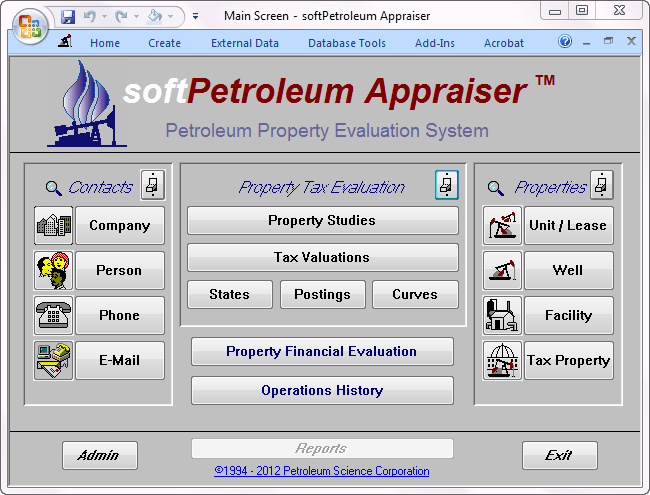 Main Screen - softPetroleum Appraiser
Home Create External Data Database Tools Add-Ins Acrobat
softPetroleum Appraiser TM
Petroleum Property Evaluation System
Contacts
Company
Person
Phone
E-Mail
Property Tax Evaluation
Property Studies
Tax Valuations
States Postings Curves
Property Financial Evaluation
Operations History
Properties
Unit / Lease
Well
Facility
Tax Property
Admin
Reports
Exit
©1994 - 2012 Petroleum Science Corporation